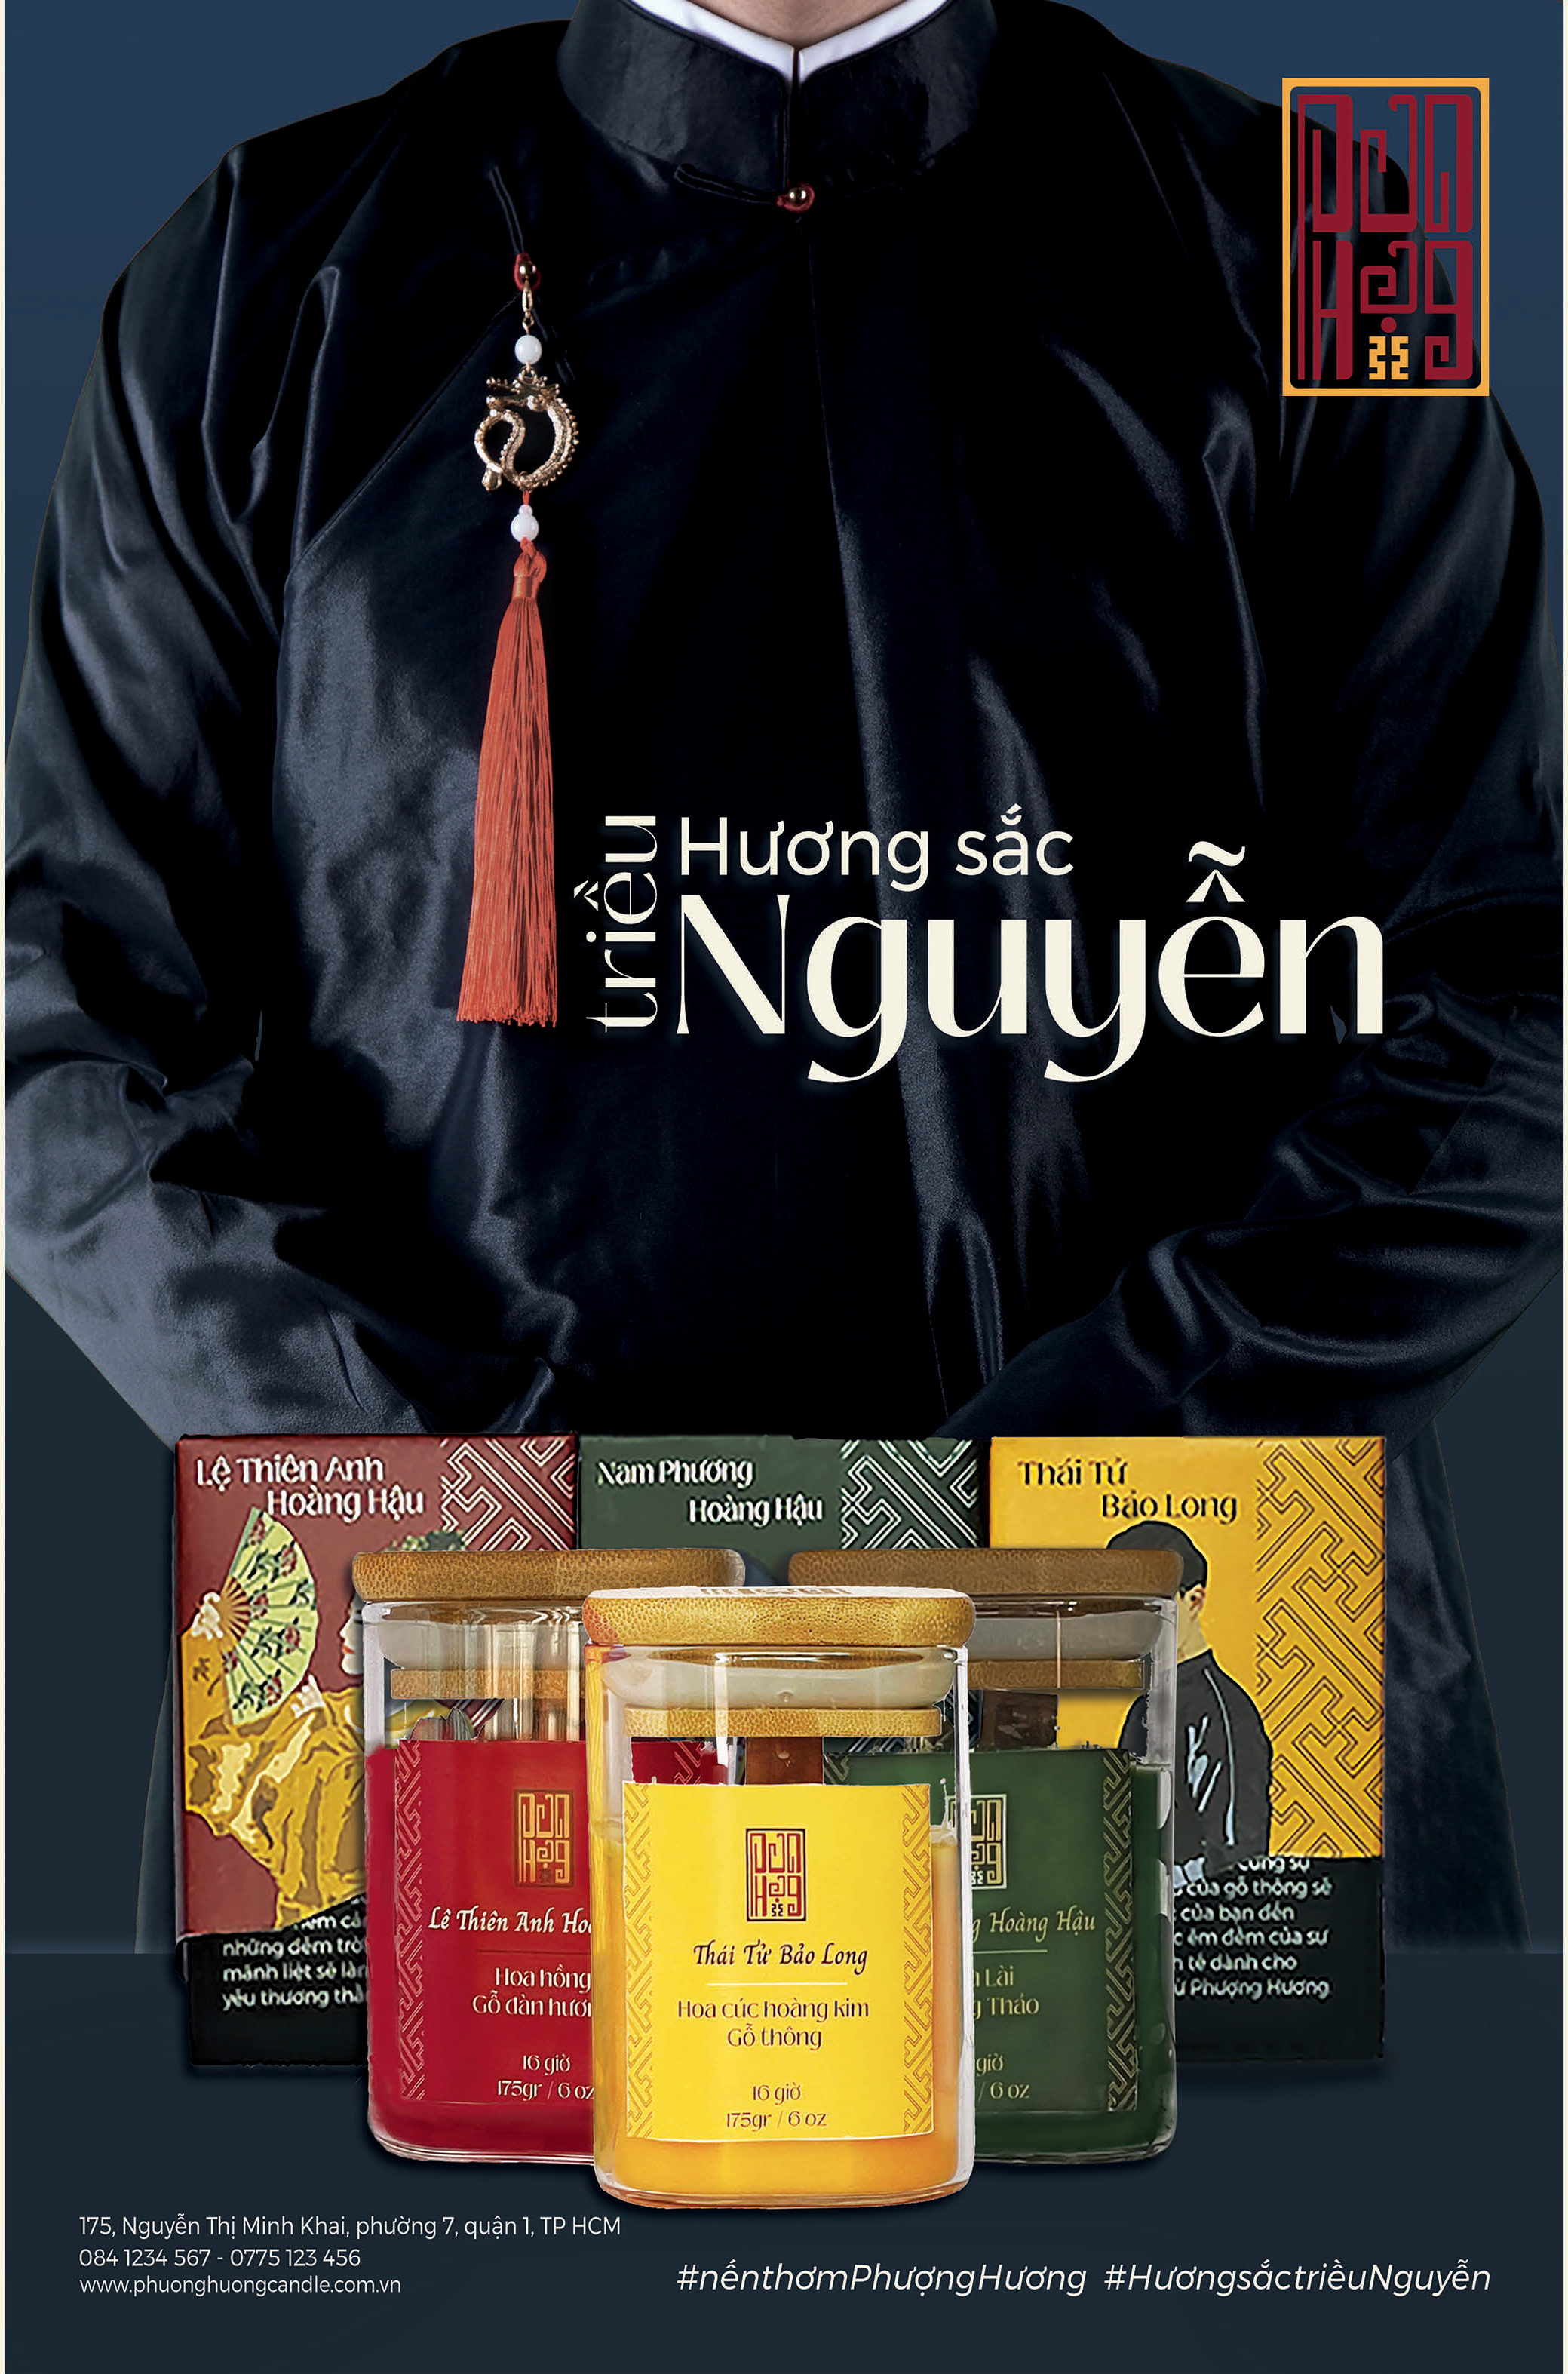 Hương sắc
triều
Nguyễn
Lệ Thiên Anh
Hoàng Hậu
Nam Phương
Hoàng Hậu
Thái Tử
Bảo Long
những đêm
mãnh liệt sẽ
yêu thương
của gỗ thông sẽ
của bạn đến
êm đềm của sự
tế dành cho
Phượng Hương
Lê Thiên Anh
Hoa hồng
Gỗ đàn
16 giờ
175gr / 6 oz
Thái Tử Bảo Long
Hoa cúc hoàng kim
Gỗ thông
16 giờ
175gr / 6 oz
Hoàng Hậu
Lài
Thảo
giờ
/ 6 oz
175, Nguyễn Thị Minh Khai, phường 7, quận 1, TP HCM
084 1234 567 - 0775 123 456
www.phuonghuongcandle.com.vn
#nếnthơmPhượngHương #HươngsắctriềuNguyễn